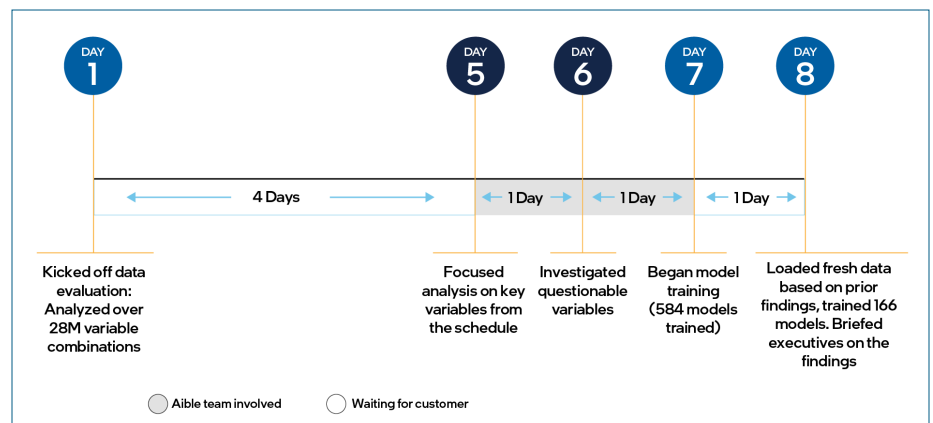 DAY
1
DAY
5
DAY
6
DAY
7
DAY
8
4 Days
1 Day
1 Day
1 Day
Kicked off data
evaluation:
Analyzed over
28M variable
combinations
Focused
analysis on key
variables from
the schedule
Investigated
questionable
variables
Began model
training
(584 models
trained)
Loaded fresh data
based on prior
findings, trained 166
models. Briefed
executives on the
findings
Aible team involved
Waiting for customer